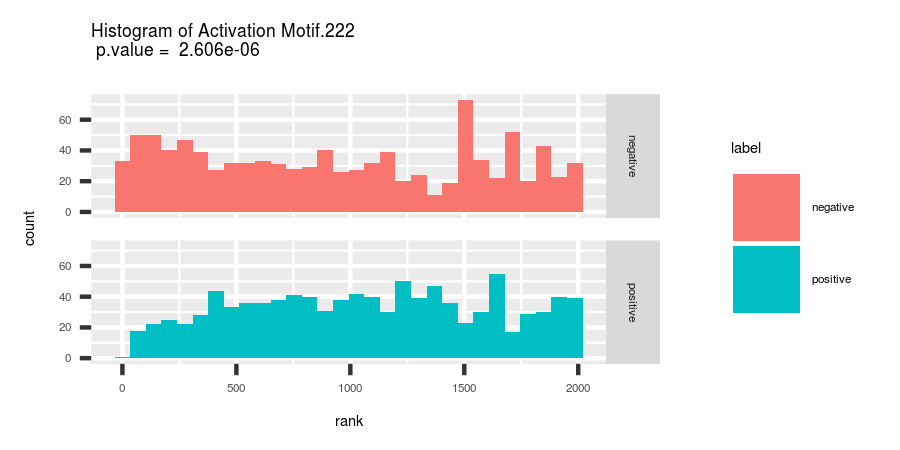 Histogram of Activation Motif.222
p.value = 2.606e-06
60
40
20
0
negative
60
40
20
0
positive
0 500 1000 1500 2000
rank
count
label
negative
positive